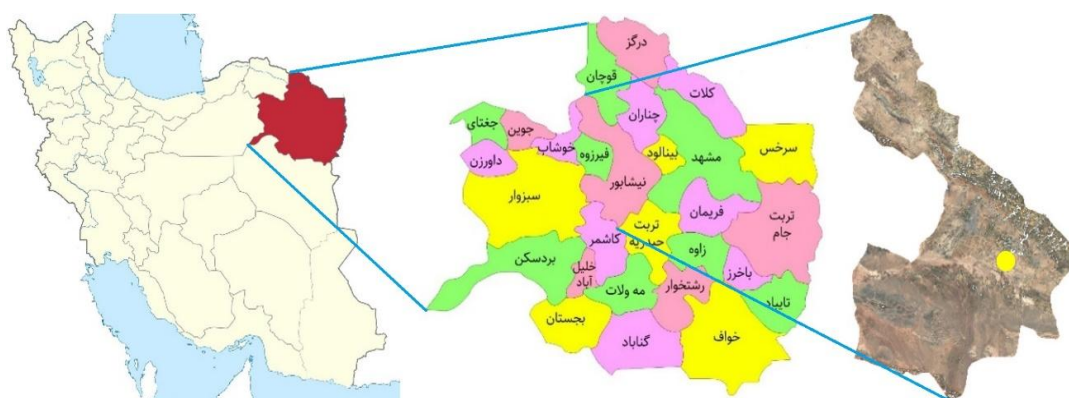 درگز
قوچان
کلات
چناران
جغتای
جوین
خوشاب
فیرزوه
بینالود
مشهد
سرخس
داورزن
نیشابور
سبزوار
فریمان
تربت
جام
تربت
حیدریه
کاشمر
زاوه
باخرز
بردسکن
خلیل
آباد
مه ولات
رشتخوار
تایباد
بجستان
خواف
گناباد